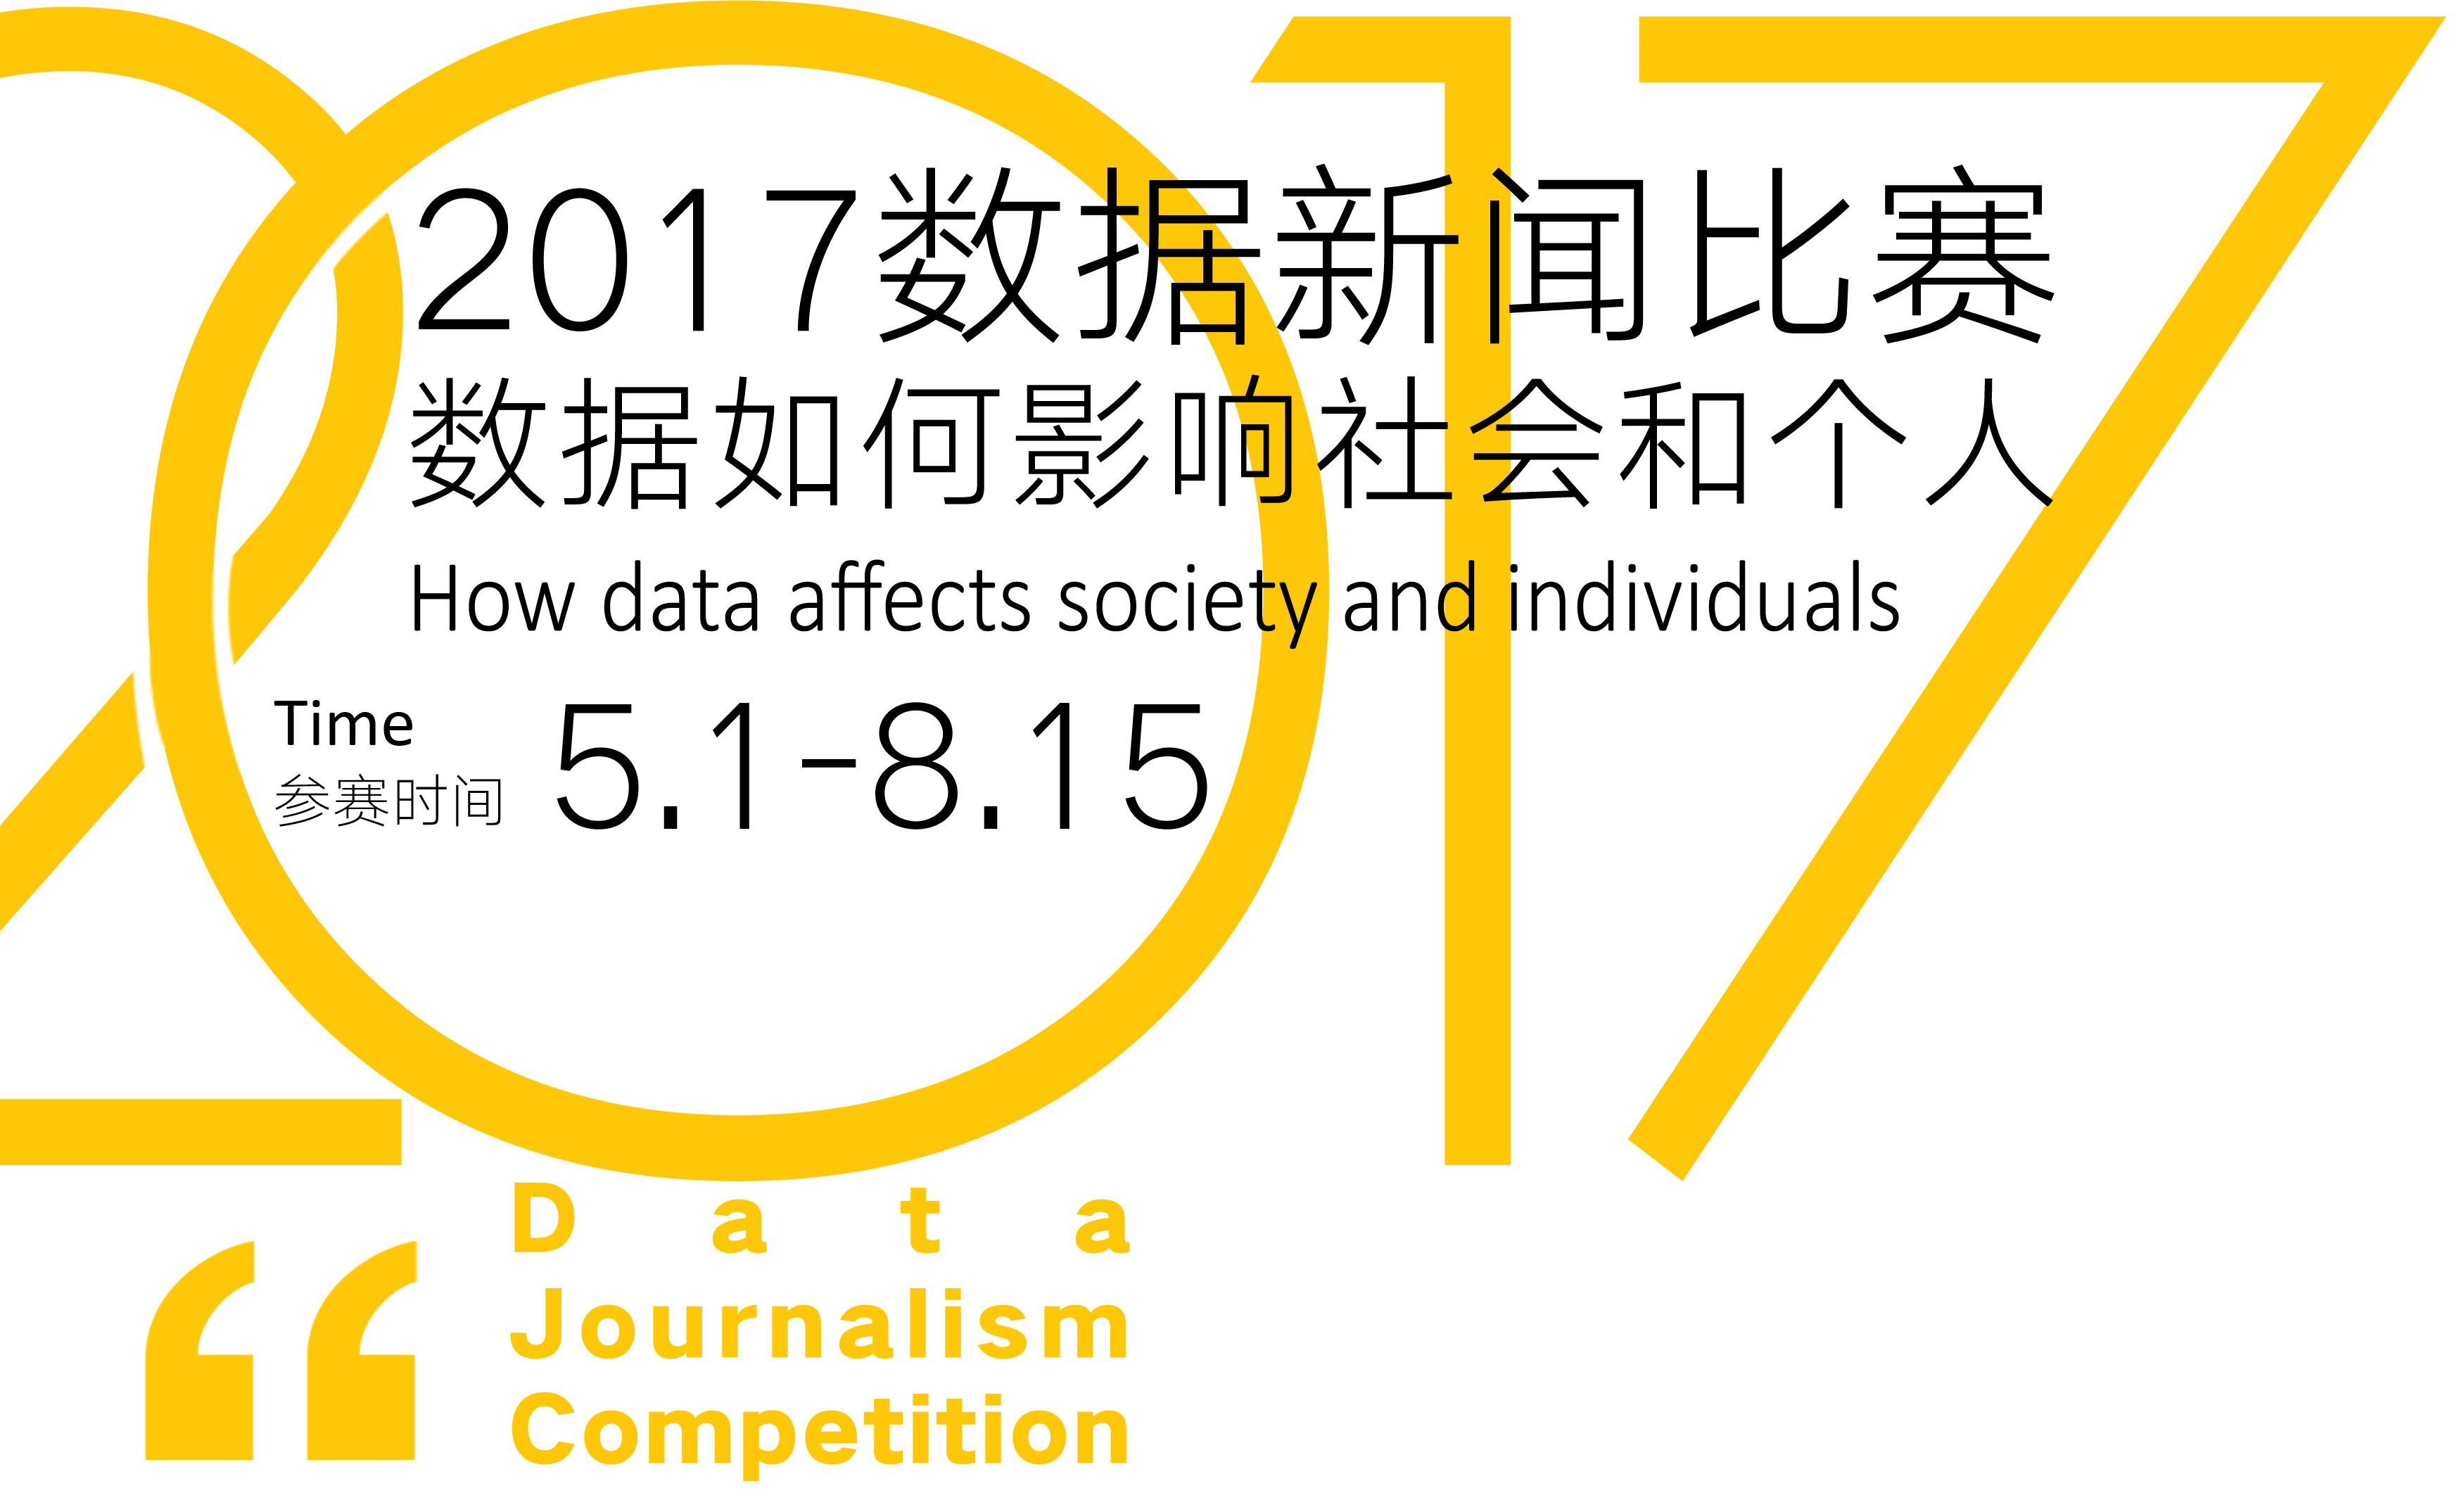 2017
2017数据新闻比赛
数据如何影响社会和个人
How data affects society and individuals
Time
参赛时间
5.1-8.15
“
Data
Journalism
Competition